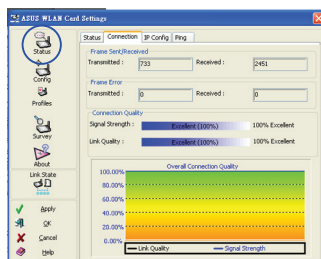 ASUS WLAN Card Settings
Status Connection IP Config Ping
Status
Config
Profiles
Survey
About
Link State
Apply
OK
Cancel
Help
Frame Sent/Received
Transmitted : 733 Received : 2451
Frame Error
Transmitted : 0 Received : 0
Connection Quality
Signal Strength : Excellent (100%) 100% Excellent
Link Quality : Excellent (100%) 100% Excellent
Overall Connection Quality
100.00%
80.00%
60.00%
40.00%
20.00%
0.00%
Link Quality Signal Strength